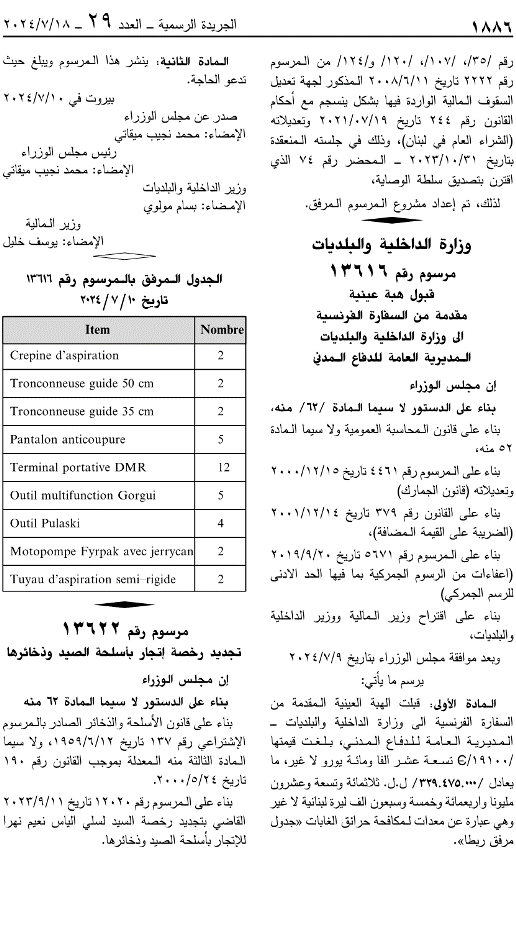 ١٨٨٦
الجريدة الرسمية ــ العدد ٢٩ ــ ٢٠٢٤/٧/١٨
رقم /٣٥/، /١٠٧/، /١٢٠/ و/١٢٤/ من المرسوم
رقم ٢٢٢٢ تاريخ ٢٠٠٨/٦/١١ المذكور لجهة تعديل
السقوف المالية الواردة فيها بشكل ينسجم مع أحكام
القانون رقم ٢٤٤ تاريخ ٢٠٢١/٠٧/١٩ وتعديلاته
(الشراء العام في لبنان)، وذلك في جلسته المنعقدة
بتاريخ ٢٠٢٣/١٠/٣١ ــ المحضر رقم ٧٤ الذي
اقترن بتصديق سلطة الوصاية،
لذلك، تم إعداد مشروع المرسوم المرفق.
وزارة الداخلية والبلديات
مرسوم رقم ١٣٦١٦
قبول هبة عينية
مقدمة من السفارة الفرنسية
الى وزارة الداخلية والبلديات
المديرية العامة للدفاع المدني
إن مجلس الوزراء
بناء على الدستور لا سيما المادة /٦٢/ منه،
بناء على قانون المحاسبة العمومية ولا سيما المادة
٥٢ منه،
بناء على المرسوم رقم ٤٤٦١ تاريخ ٢٠٠٠/١٢/١٥
وتعديلاته (قانون الجمارك)
بناء على القانون رقم ٣٧٩ تاريخ ٢٠٠١/١٢/١٤
(الضريبة على القيمة المضافة)،
بناء على المرسوم رقم ٥٦٧١ تاريخ ٢٠١٩/٩/٢٠
(اعفاءات من الرسوم الجمركية بما فيها الحد الادنى
للرسم الجمركي)
بناء على اقتراح وزير المالية ووزير الداخلية
والبلديات،
وبعد موافقة مجلس الوزراء بتاريخ ٢٠٢٤/٧/٩
يرسم ما يأتي:
المادة الأولى: قبلت الهبة العينية المقدمة من
السفارة الفرنسية الى وزارة الداخلية والبلديات ــ
المديرية العامة للدفاع المدني، بلغت قيمتها
/١٩١٠٠/€ تسعة عشر الفا ومائة يورو لا غير، ما
يعادل /٣٢٩.٤٧٥.٠٠٠/ ل.ل. ثلاثمائة وتسعة وعشرون
مليونا واربعمائة وخمسة وسبعون الف ليرة لبنانية لا غير
وهي عبارة عن معدات لمكافحة حرائق الغابات «جدول
مرفق ربطا».
المادة الثانية: ينشر هذا المرسوم ويبلغ حيث
تدعو الحاجة.
بيروت في ٢٠٢٤/٧/١٠
صدر عن مجلس الوزراء
الإمضاء: محمد نجيب ميقاتي
رئيس مجلس الوزراء
الإمضاء: محمد نجيب ميقاتي
وزير الداخلية والبلديات
الإمضاء: بسام مولوي
وزير المالية
الإمضاء: يوسف خليل
الجدول المرفق بالمرسوم رقم ١٣٦١٦
تاريخ ٢٠٢٤/٧/١٠
Item Nombre
Crepine d'aspiration 2
Tronconneuse guide 50 cm 2
Tronconneuse guide 35 cm 2
Pantalon anticoupure 5
Terminal portative DMR 12
Outil multifunction Gorgui 5
Outil Pulaski 4
Motopompe Fyrpak avec jerrycan 2
Tuyau d'aspiration semi-rigide 2
مرسوم رقم ١٣٦٢٢
تجديد رخصة إتجار بأسلحة الصيد وذخائرها
إن مجلس الوزراء
بناء على الدستور لا سيما المادة ٦٢ منه
بناء على قانون الأسلحة والذخائر الصادر بالمرسوم
الإشتراعي رقم ١٣٧ تاريخ ١٩٥٩/٦/١٢، ولا سيما
المادة الثالثة منه المعدلة بموجب القانون رقم ١٩٠
تاريخ ٢٠٠٠/٥/٢٤.
بناء على المرسوم رقم ١٢٠٢٠ تاريخ ٢٠٢٣/٩/١١
القاضي بتجديد رخصة السيد لسلي الياس نعيم نهرا
للإتجار بأسلحة الصيد وذخائرها.